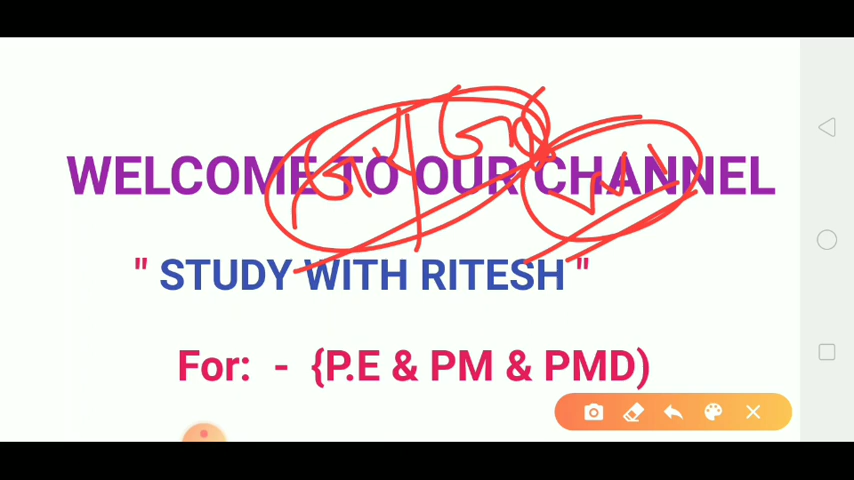 WELCOME TO OUR CHANNEL
" STUDY WITH RITESH "
For: - {P.E & PM & PMD)